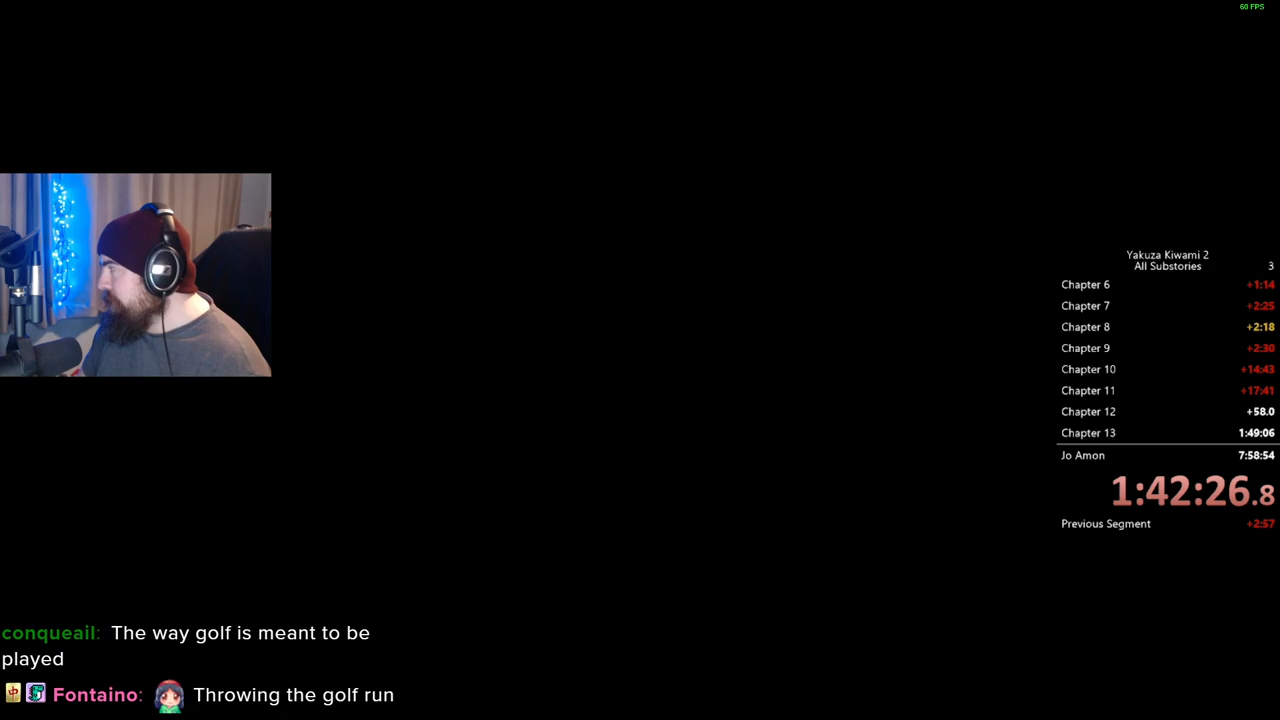 60 FPS
Yakuza Kiwami 2
All Substories 3
Chapter 6 +1:14
Chapter 7 +2:25
Chapter 8 +2:18
Chapter 9 +2:30
Chapter 10 +14:43
Chapter 11 +17:41
Chapter 12 +58.0
Chapter 13 1:49:06
Jo Amon 7:58:54
1:42:26.8
Previous Segment +2:57
conqueail: The way golf is meant to be
played
Fontaino: Throwing the golf run